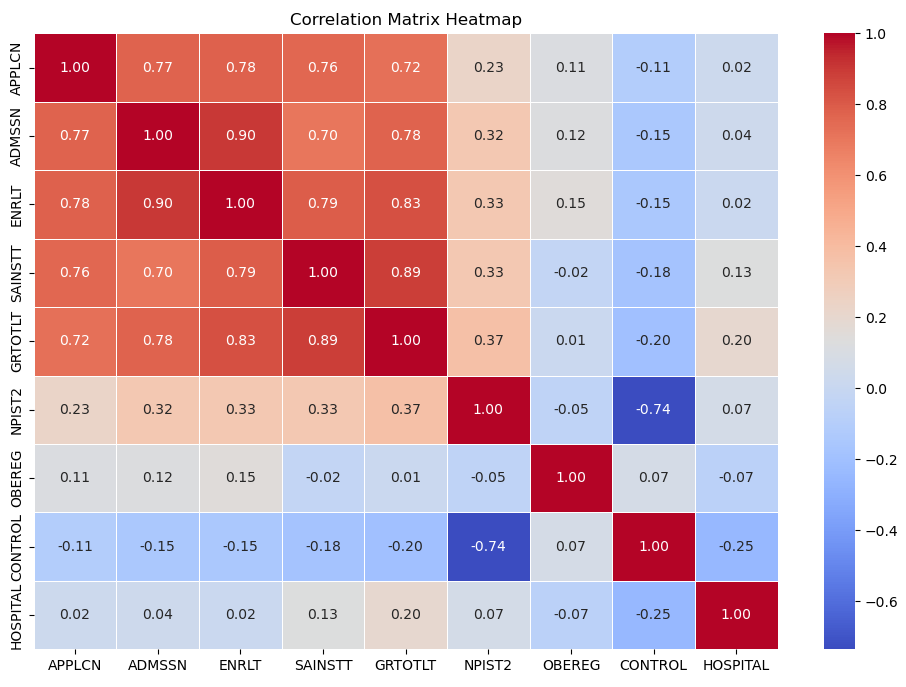 Correlation Matrix Heatmap
APPLCN 1.00 0.77 0.78 0.76 0.72 0.23 0.11 -0.11 0.02
ADMSSN 0.77 1.00 0.90 0.70 0.78 0.32 0.12 -0.15 0.04
ENRLT 0.78 0.90 1.00 0.79 0.83 0.33 0.15 -0.15 0.02
SAINSTT 0.76 0.70 0.79 1.00 0.89 0.33 -0.02 -0.18 0.13
GRTOTLT 0.72 0.78 0.83 0.89 1.00 0.37 0.01 -0.20 0.20
NPIST2 0.23 0.32 0.33 0.33 0.37 1.00 -0.05 -0.74 0.07
OBEREG 0.11 0.12 0.15 -0.02 0.01 -0.05 1.00 0.07 -0.07
CONTROL -0.11 -0.15 -0.15 -0.18 -0.20 -0.74 0.07 1.00 -0.25
HOSPITAL 0.02 0.04 0.02 0.13 0.20 0.07 -0.07 -0.25 1.00
APPLCN ADMSSN ENRLT SAINSTT GRTOTLT NPIST2 OBEREG CONTROL HOSPITAL
1.0
0.8
0.6
0.4
0.2
0.0
−0.2
−0.4
−0.6